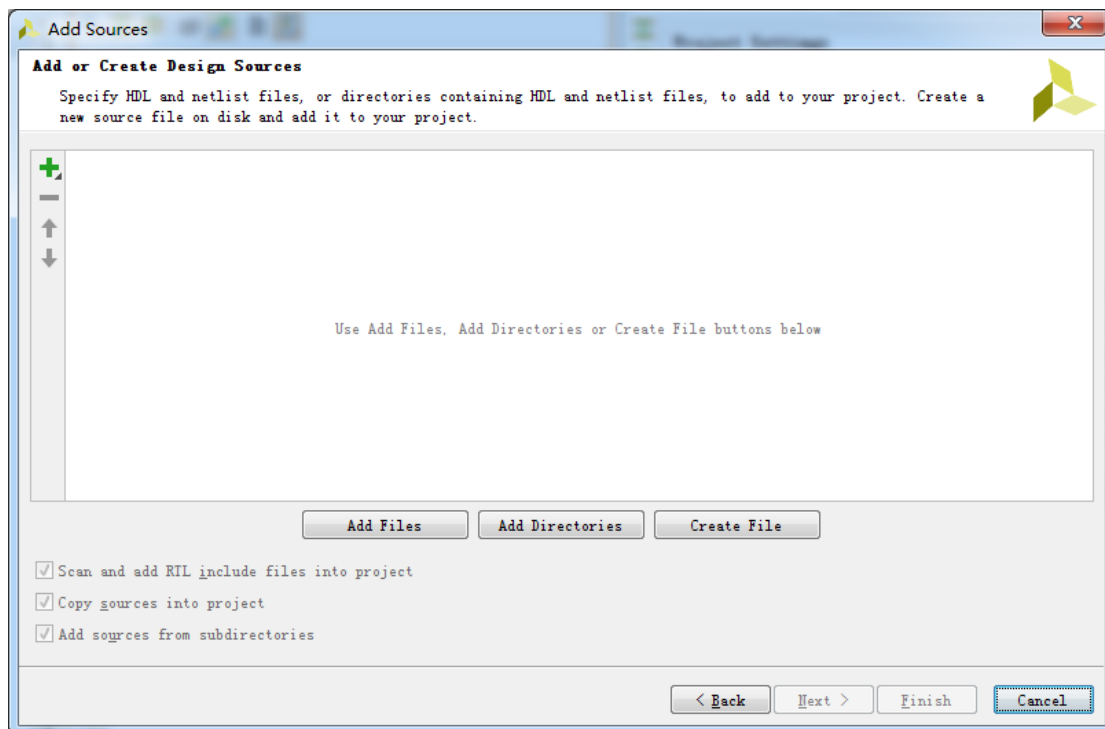 Add Sources
Project Settings
Add or Create Design Sources
Specify HDL and netlist files, or directories containing HDL and netlist files, to add to your project. Create a
new source file on disk and add it to your project.
Use Add Files, Add Directories or Create File buttons below
Add Files
Add Directories
Create File
Scan and add RTL include files into project
Copy sources into project
Add sources from subdirectories
< Back
Next >
Finish
Cancel